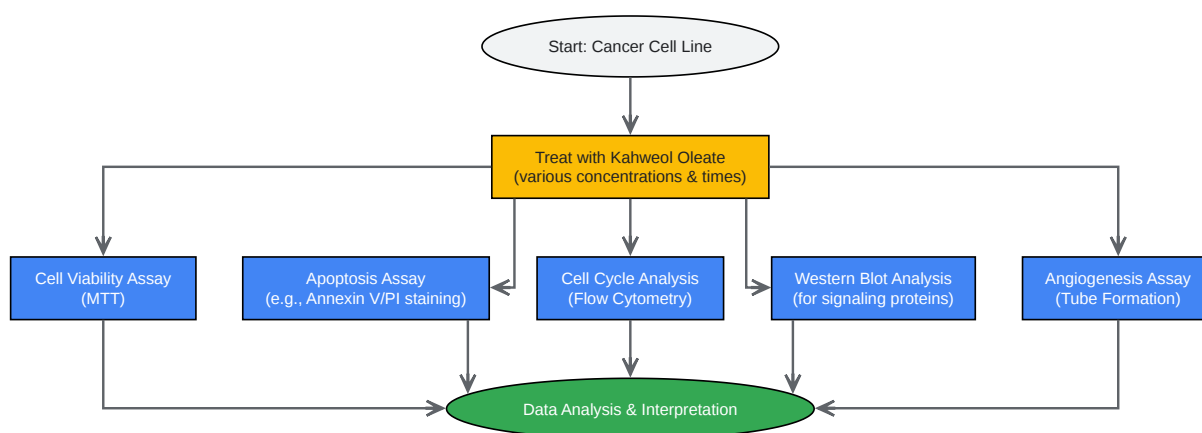 Start: Cancer Cell Line
Treat with Kahweol Oleate
(various concentrations & times)
Cell Viability Assay
(MTT)
Apoptosis Assay
(e.g., Annexin V/PI staining)
Cell Cycle Analysis
(Flow Cytometry)
Western Blot Analysis
(for signaling proteins)
Angiogenesis Assay
(Tube Formation)
Data Analysis & Interpretation